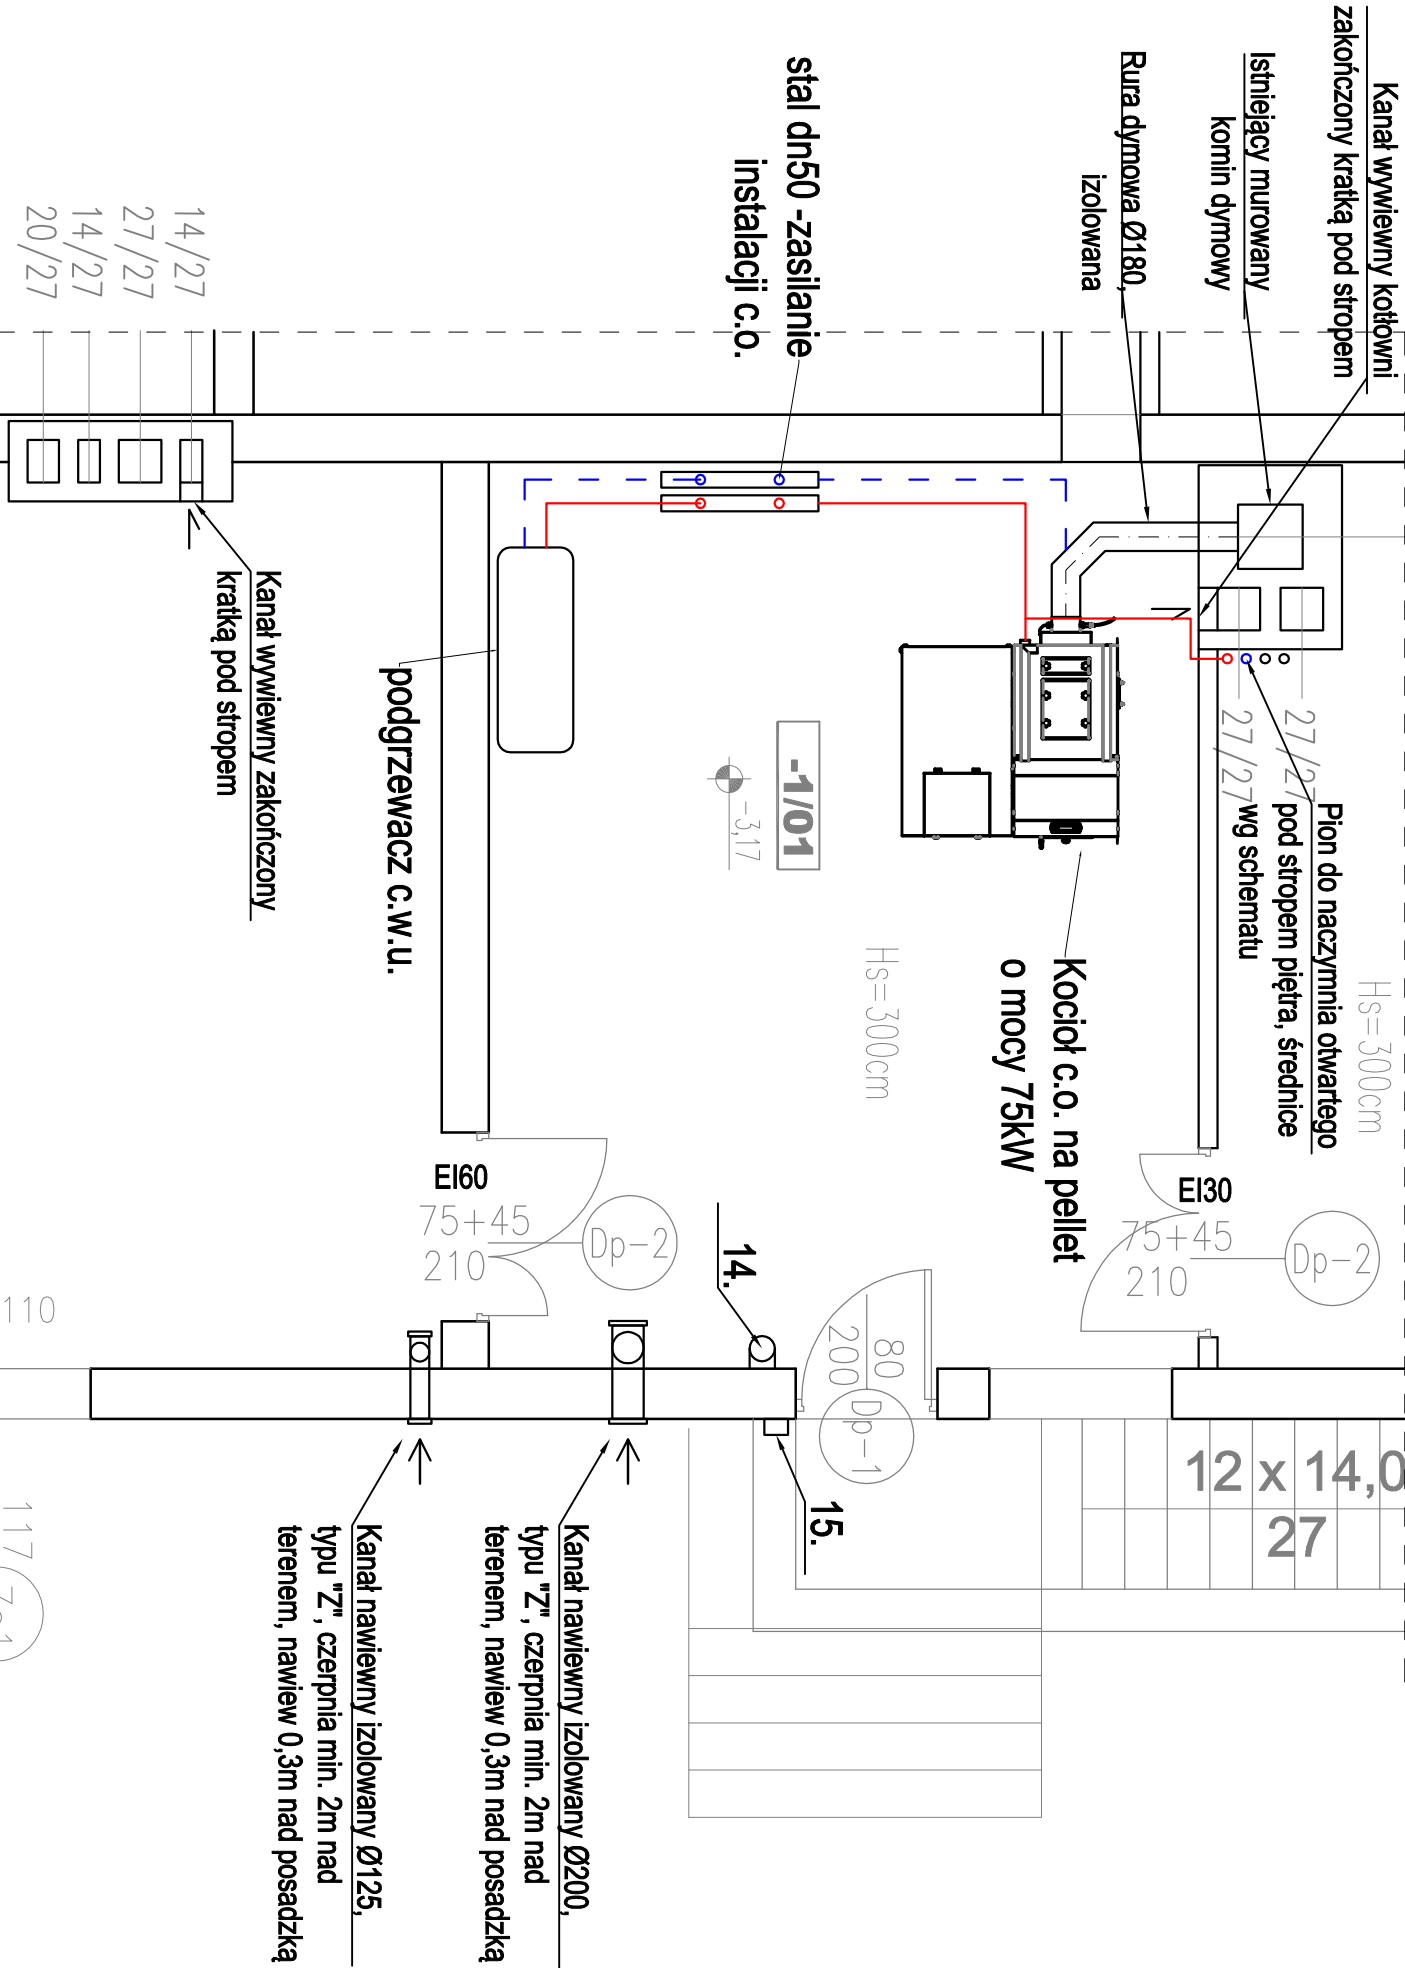 Kanał wywiewny kotłowni
zakończony kratką pod stropem
Istniejący murowany
komin dymowy
Rura dymowa Ø180,
izolowana
stal dn50 -zasilanie
instalacji c.o.
14/27
27/27
14/27
20/27
Kanał wywiewny zakończony
kratką pod stropem
podgrzewacz c.w.u.
-1/01
-3,17
27/27
27/27
Pion do naczymnia otwartego
pod stropem piętra, średnice
wg schematu
Hs=300cm
Kocioł c.o. na pellet
o mocy 75kW
Hs=300cm
EI60
75+45
210
Dp-2
EI30
75+45
210
Dp-2
14.
80
200
Dp-1
15.
12 x 14,0
27
110
117
Kanał nawiewny izolowany Ø200,
typu "Z", czerpnia min. 2m nad
terenem, nawiew 0,3m nad posadzką
Kanał nawiewny izolowany Ø125,
typu "Z", czerpnia min. 2m nad
terenem, nawiew 0,3m nad posadzką